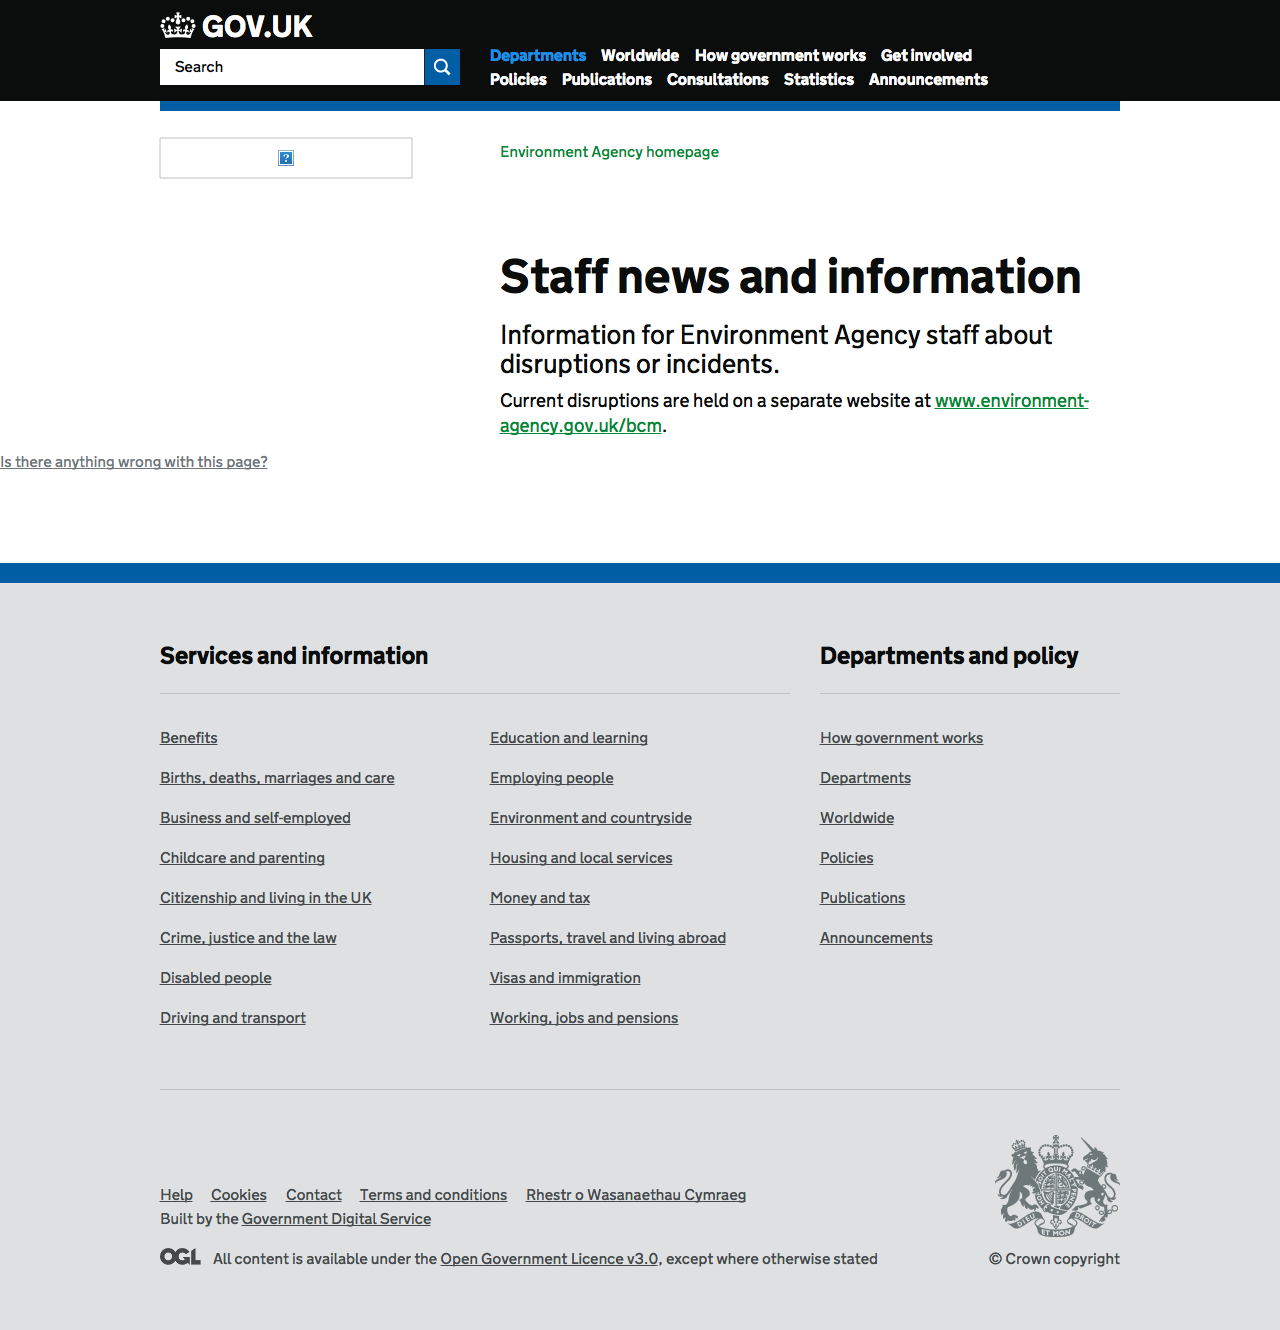 GOV.UK
Search
Departments Worldwide How government works Get involved
Policies Publications Consultations Statistics Announcements
Environment Agency homepage
Staff news and information
Information for Environment Agency staff about
disruptions or incidents.
Current disruptions are held on a separate website at www.environment-
agency.gov.uk/bcm.
Is there anything wrong with this page?
Services and information
Benefits
Births, deaths, marriages and care
Business and self-employed
Childcare and parenting
Citizenship and living in the UK
Crime, justice and the law
Disabled people
Driving and transport
Education and learning
Employing people
Environment and countryside
Housing and local services
Money and tax
Passports, travel and living abroad
Visas and immigration
Working, jobs and pensions
Departments and policy
How government works
Departments
Worldwide
Policies
Publications
Announcements
Help Cookies Contact Terms and conditions Rhestr o Wasanaethau Cymraeg
Built by the Government Digital Service
OGL All content is available under the Open Government Licence v3.0, except where otherwise stated
DIEU ET MON DROIT
© Crown copyright